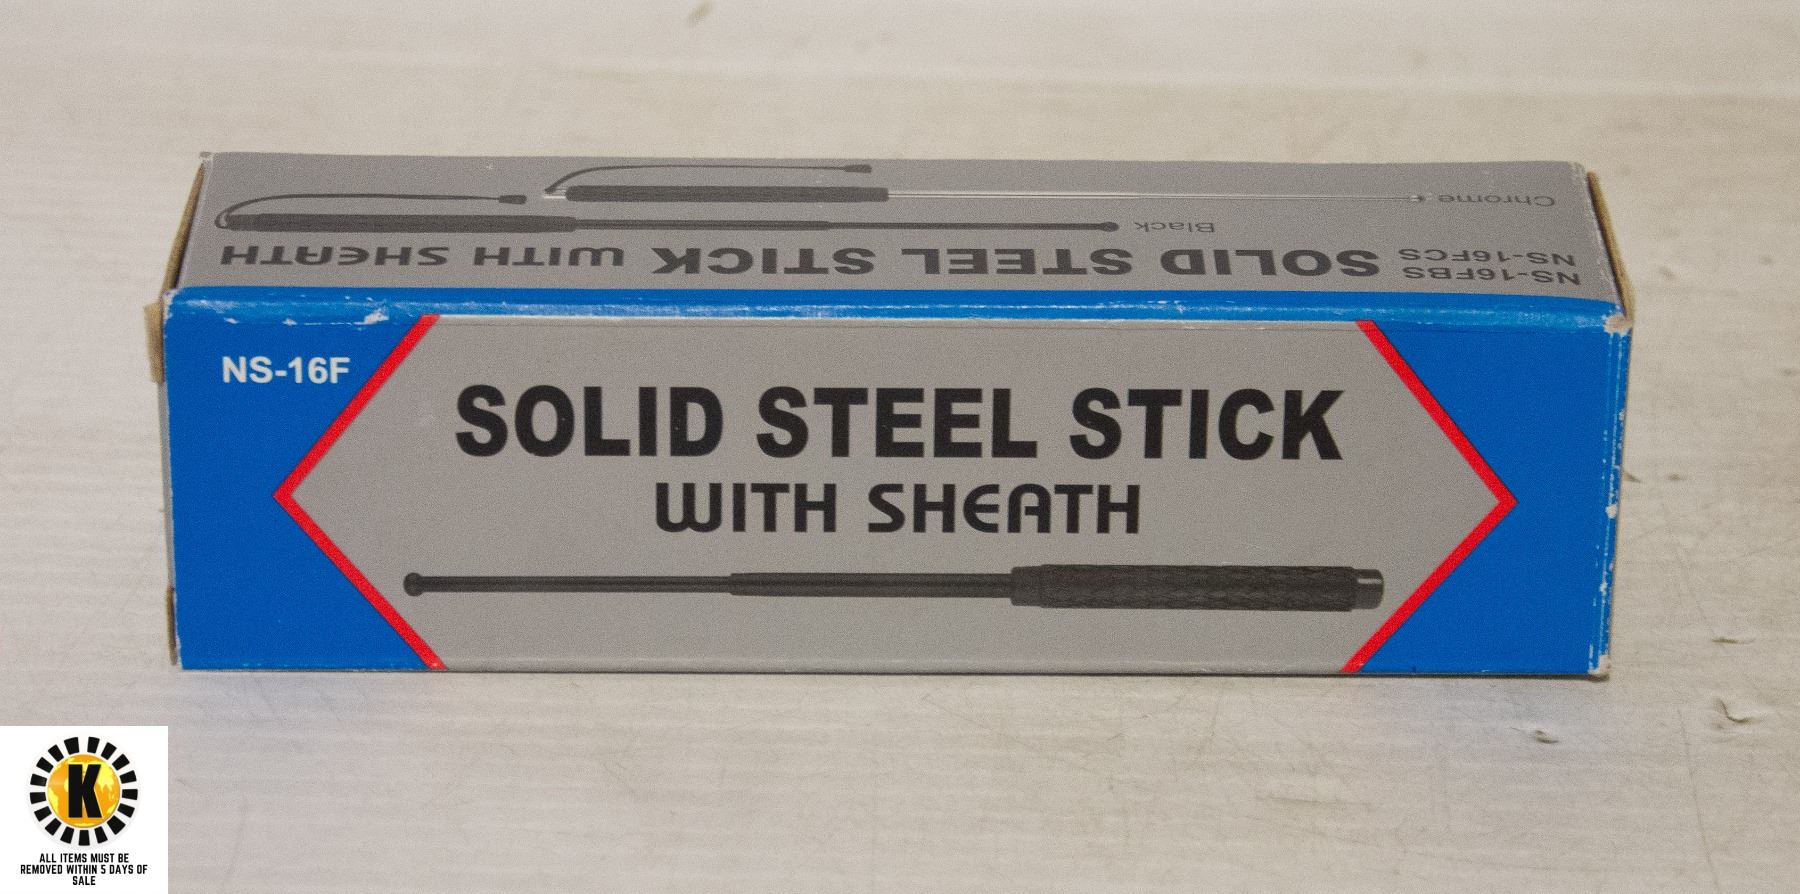 Chrome
Black
NS-16FBS
NS-16FCS
SOLID STEEL STICK WITH SHEATH
NS-16F
SOLID STEEL STICK
WITH SHEATH
K
ALL ITEMS MUST BE
REMOVED WITHIN 5 DAYS OF
SALE